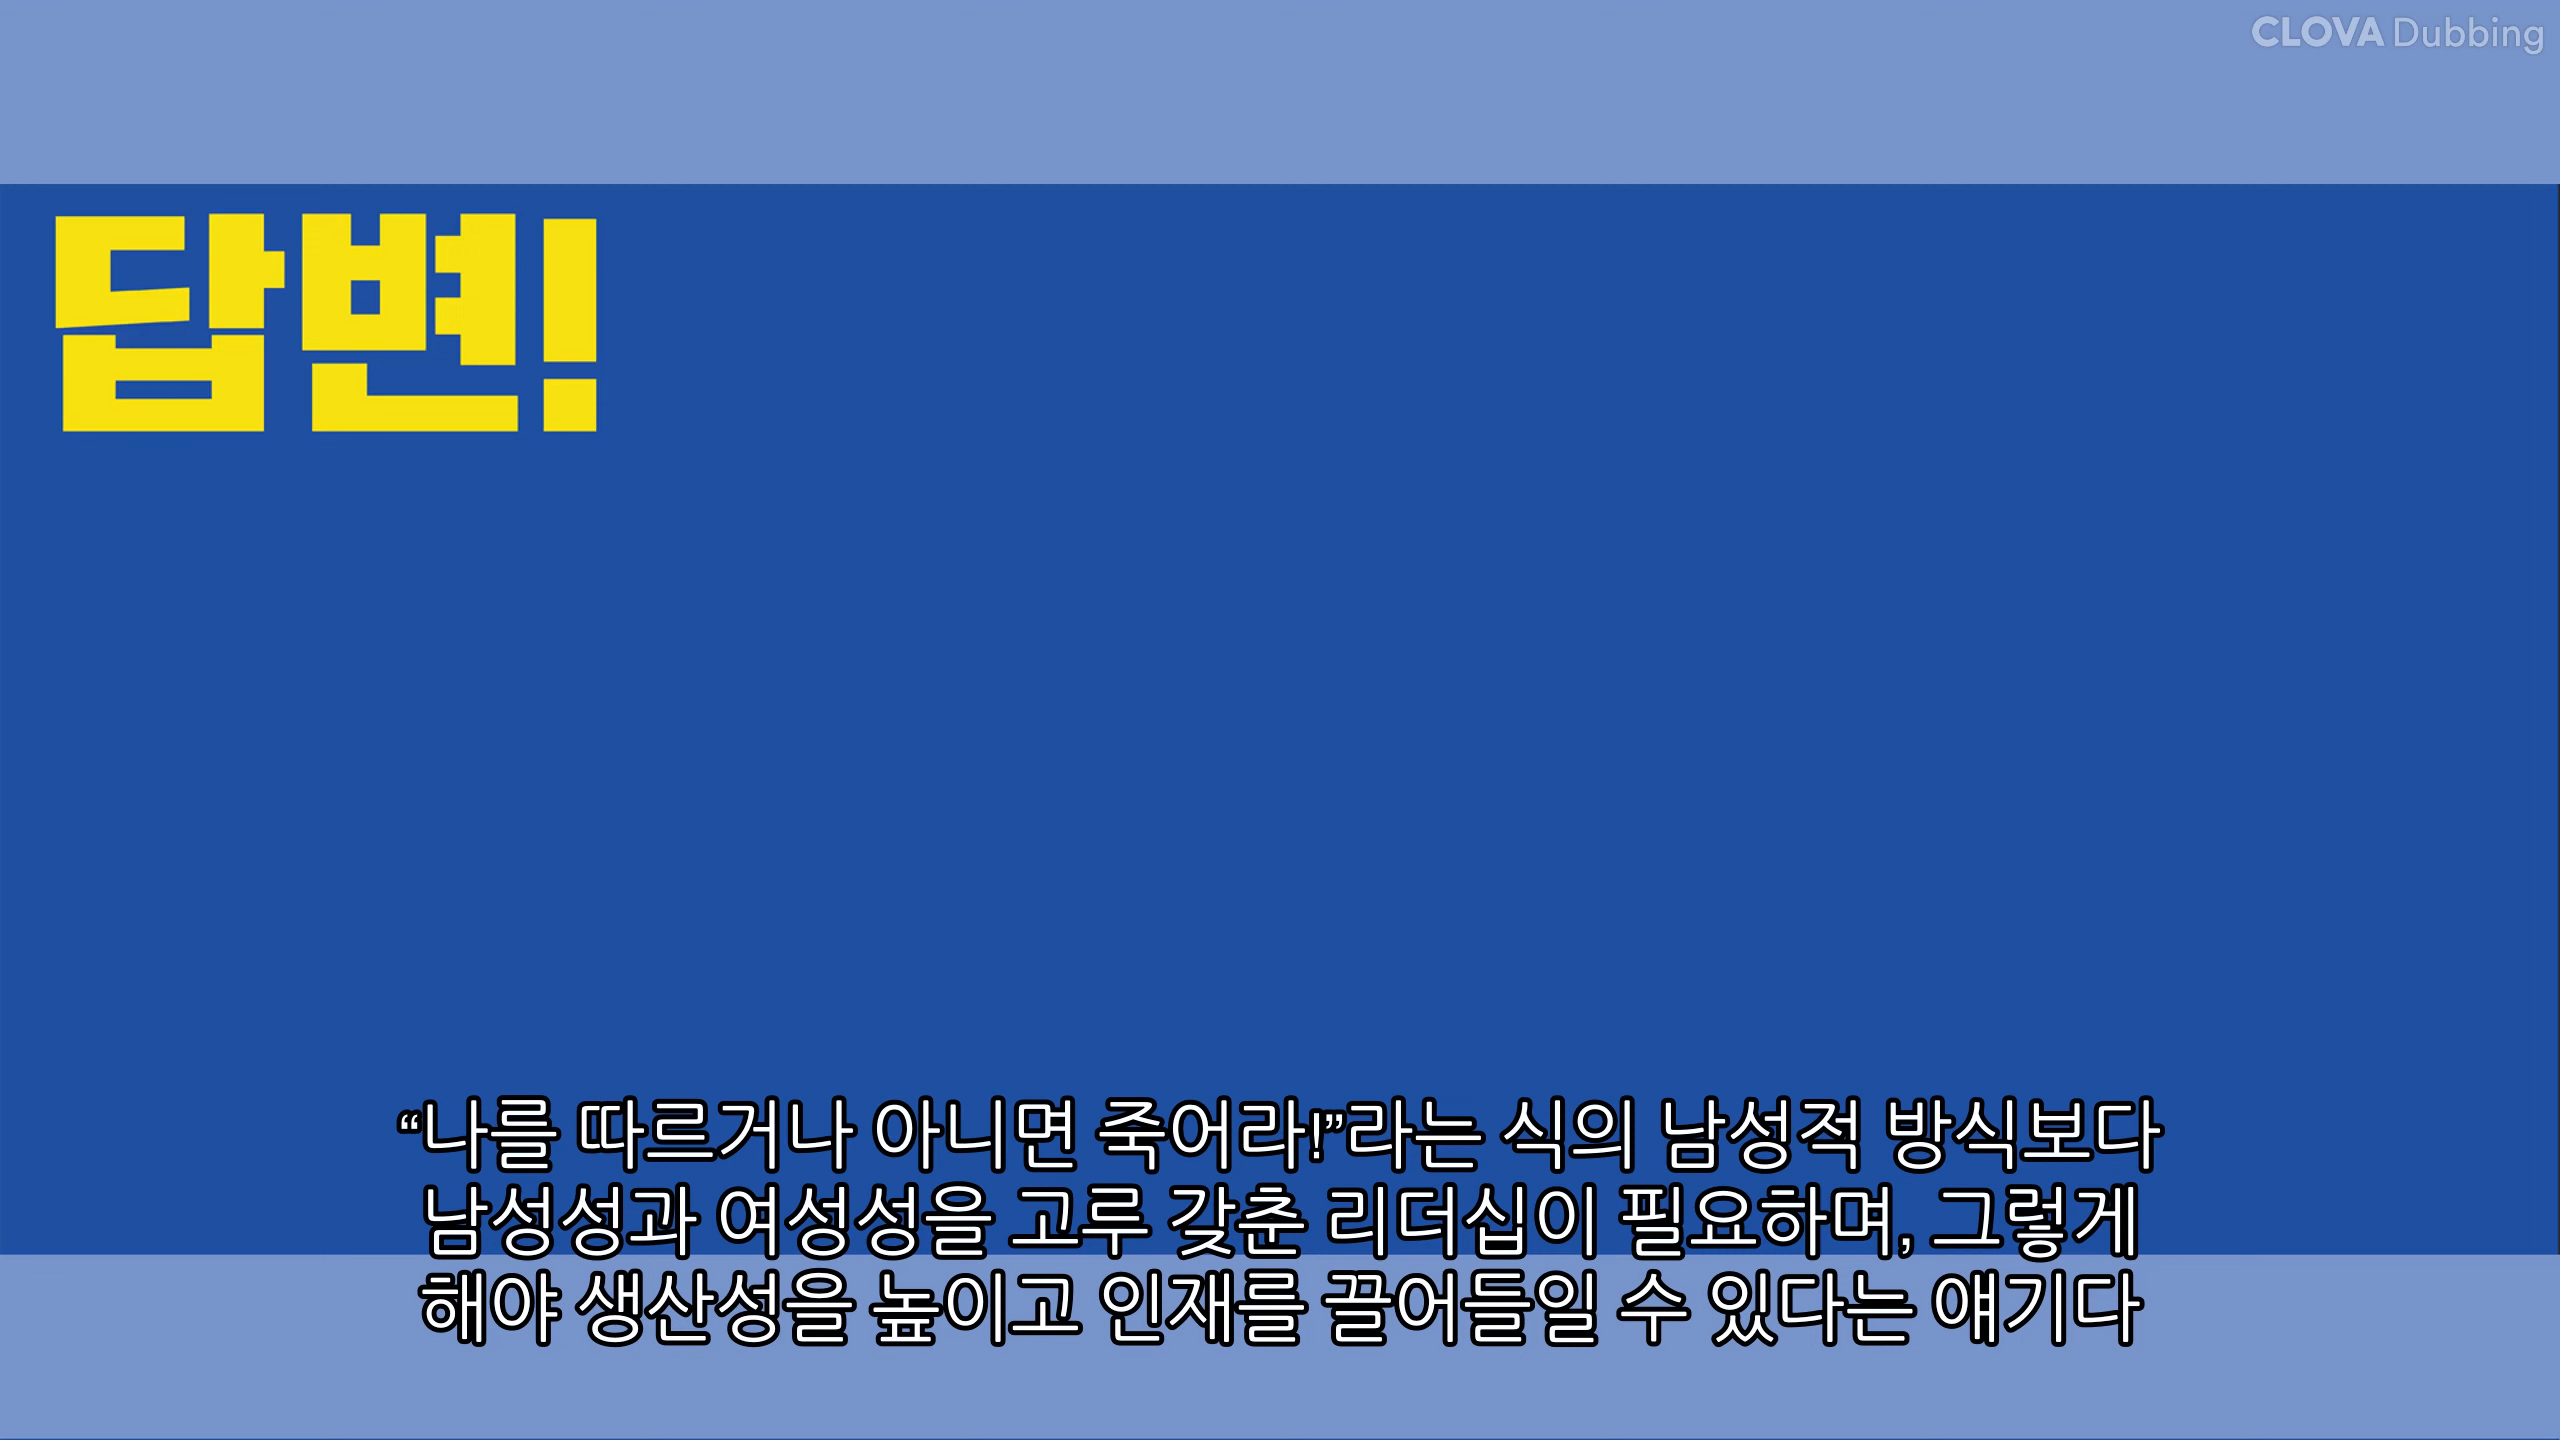 CLOVA Dubbing
답변!
“나를 따르거나 아니면 죽어라!”라는 식의 남성적 방식보다
남성성과 여성성을 고루 갖춘 리더십이 필요하며, 그렇게
해야 생산성을 높이고 인재를 끌어들일 수 있다는 얘기다